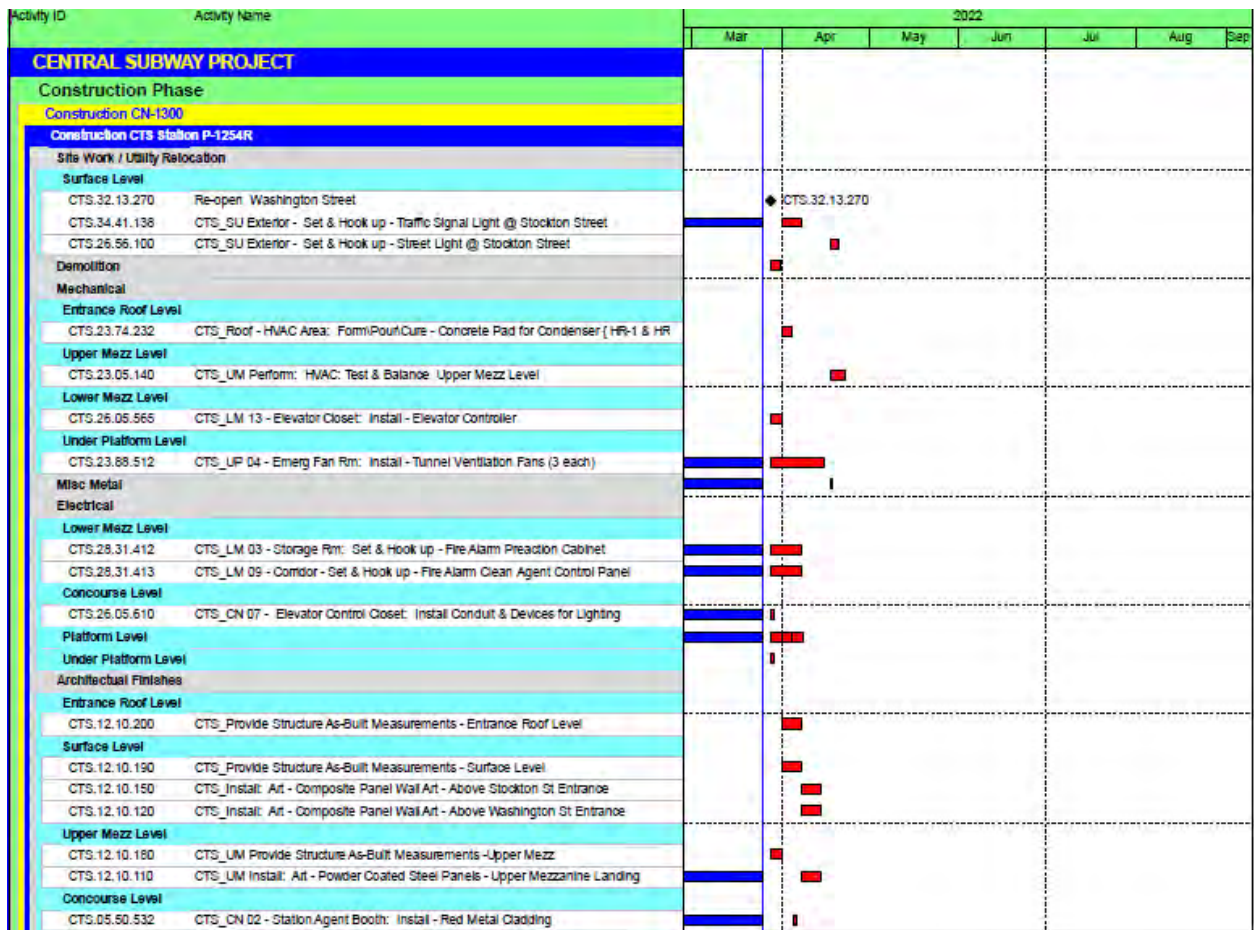 Activity ID Activity Name 2022
Mar Apr May Jun Jul Aug Sep
CENTRAL SUBWAY PROJECT
Construction Phase
Construction CN-1300
Construction CTS Station P-1254R
Site Work / Utility Relocation
Surface Level
CTS.32.13.270 Re-open Washington Street CTS.32.13.270
CTS.34.41.138 CTS_SU Exterior - Set & Hook up - Traffic Signal Light @ Stockton Street
CTS.26.56.100 CTS_SU Exterior - Set & Hook up - Street Light @ Stockton Street
Demolition
Mechanical
Entrance Roof Level
CTS.23.74.232 CTS_Roof - HVAC Area: Form\Pour\Cure - Concrete Pad for Condenser ( HR-1 & HR
Upper Mezz Level
CTS.23.05.140 CTS_UM Perform: HVAC: Test & Balance Upper Mezz Level
Lower Mezz Level
CTS.26.05.565 CTS_LM 13 - Elevator Closet: Install - Elevator Controller
Under Platform Level
CTS.23.88.512 CTS_UP 04 - Emerg Fan Rm: Install - Tunnel Ventilation Fans (3 each)
Misc Metal
Electrical
Lower Mezz Level
CTS.28.31.412 CTS_LM 03 - Storage Rm: Set & Hook up - Fire Alarm Preaction Cabinet
CTS.28.31.413 CTS_LM 09 - Corridor - Set & Hook up - Fire Alarm Clean Agent Control Panel
Concourse Level
CTS.26.05.610 CTS_CN 07 - Elevator Control Closet: Install Conduit & Devices for Lighting
Platform Level
Under Platform Level
Architectual Finishes
Entrance Roof Level
CTS.12.10.200 CTS_Provide Structure As-Built Measurements - Entrance Roof Level
Surface Level
CTS.12.10.190 CTS_Provide Structure As-Built Measurements - Surface Level
CTS.12.10.150 CTS_Install: Art - Composite Panel Wall Art - Above Stockton St Entrance
CTS.12.10.120 CTS_Install: Art - Composite Panel Wall Art - Above Washington St Entrance
Upper Mezz Level
CTS.12.10.180 CTS_UM Provide Structure As-Built Measurements -Upper Mezz
CTS.12.10.110 CTS_UM Install: Art - Powder Coated Steel Panels - Upper Mezzanine Landing
Concourse Level
CTS.05.50.532 CTS_CN 02 - Station Agent Booth: Install - Red Metal Cladding